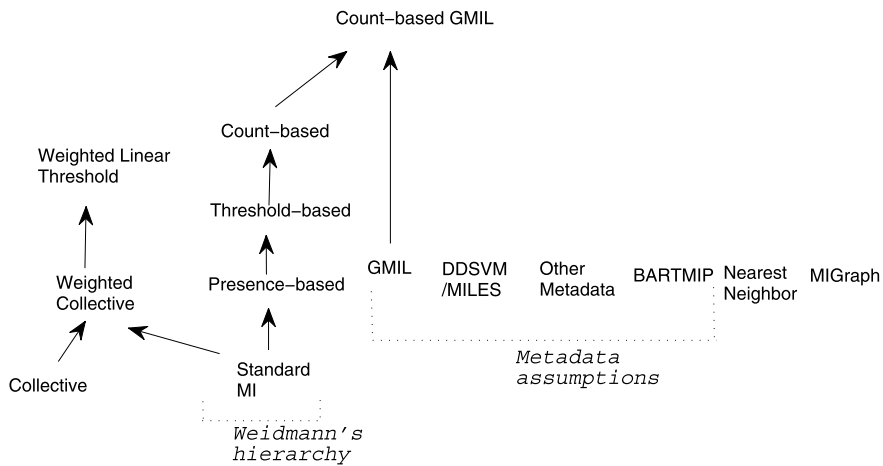 Count−based GMIL
Count−based
Weighted Linear
Threshold
Threshold−based
GMIL
DDSVM
/MILES
Other
Metadata
BARTMIP
Nearest
Neighbor
MIGraph
Weighted
Collective
Presence−based
Metadata
assumptions
Standard
MI
Collective
Weidmann's
hierarchy